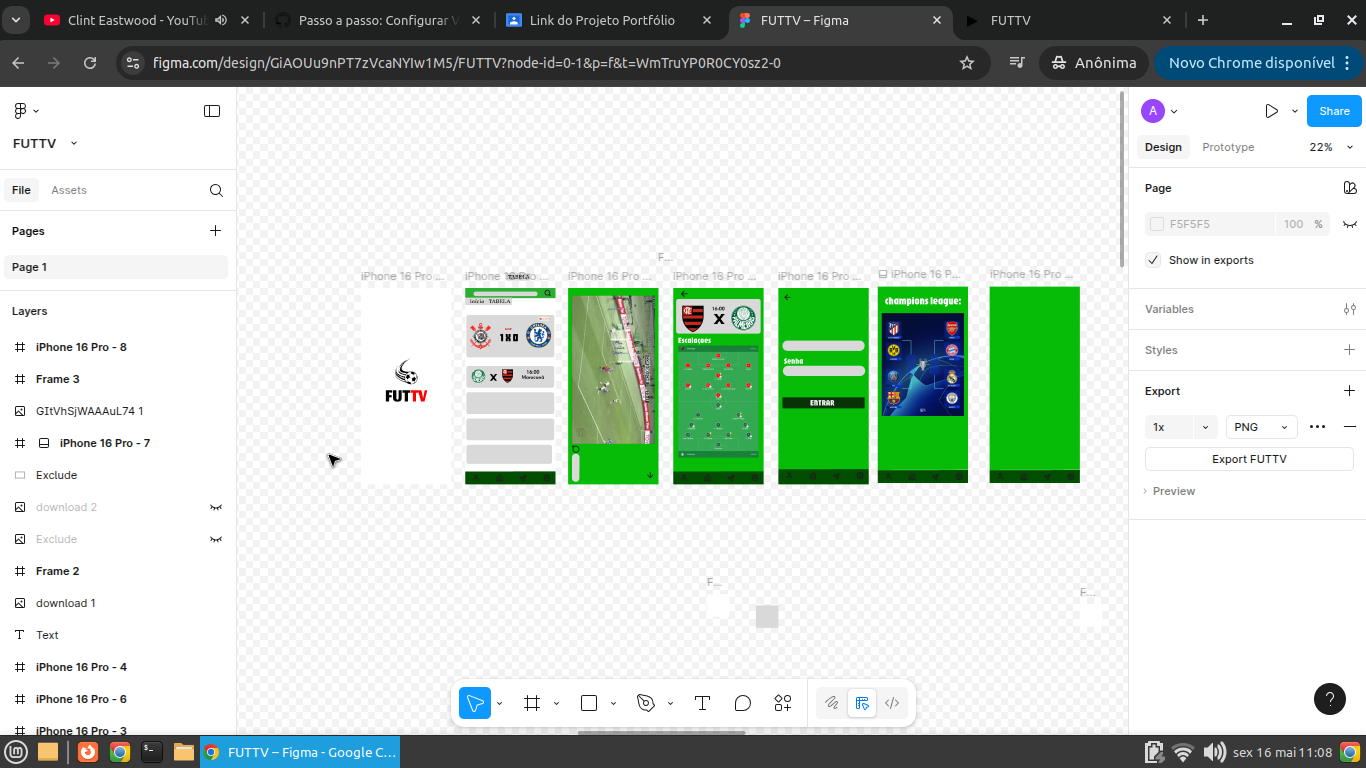 Clint Eastwood - YouTu
Passo a passo: Configurar V
Link do Projeto Portfólio
FUTTV – Figma
FUTTV
figma.com/design/GiAOUu9nPT7zVcaNYIw1M5/FUTTV?node-id=0-1&p=f&t=WmTruYP0R0CY0sz2-0
Anônima
Novo Chrome disponível
FUTTV
File
Assets
Pages
Page 1
Layers
iPhone 16 Pro - 8
Frame 3
GItVhSjWAAAuL74 1
iPhone 16 Pro - 7
Exclude
download 2
Exclude
Frame 2
download 1
Text
iPhone 16 Pro - 4
iPhone 16 Pro - 6
iPhone 16 Pro - 3
F...
iPhone 16 Pro ...
iPhone 16 Pro ...
TABELA
iPhone 16 Pro ...
iPhone 16 Pro ...
iPhone 16 Pro ...
iPhone 16 P...
iPhone 16 Pro ...
FUTTV
Início TABELA
1X0
X
16:00
Maracanã
16:00
X
Escalaçoes
Senha
ENTRAR
champions league:
F...
F...
A
Share
Design
Prototype
22%
Page
F5F5F5
100
%
Show in exports
Variables
Styles
Export
1x
PNG
Export FUTTV
Preview
?
FUTTV – Figma - Google C...
sex 16 mai 11:08